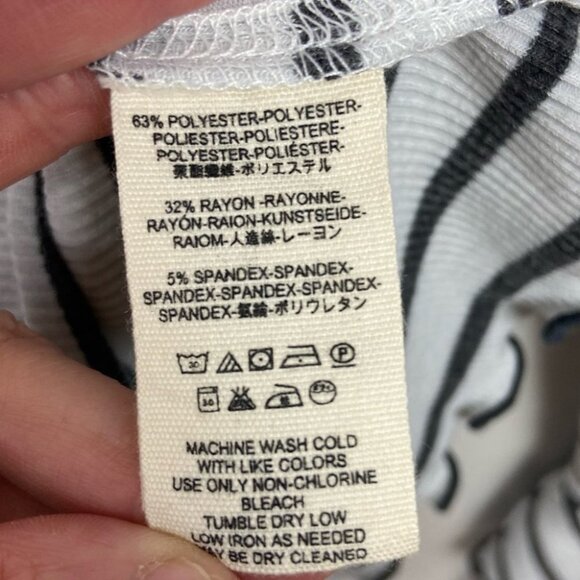 63% POLYESTER-POLYESTER-
POLIESTER-POLIESTERE-
POLYESTER-POLIÉSTER-
聚酯纖維-ポリエステル
32% RAYON -RAYONNE-
RAYÓN-RAION-KUNSTSEIDE-
RAIOM-人造絲-レーヨン
5% SPANDEX-SPANDEX-
SPANDEX-SPANDEX-SPANDEX-
SPANDEX-氨綸-ポリウレタン
30 P
30
MACHINE WASH COLD
WITH LIKE COLORS
USE ONLY NON-CHLORINE
BLEACH
TUMBLE DRY LOW
LOW IRON AS NEEDED
MAY BE DRY CLEANED